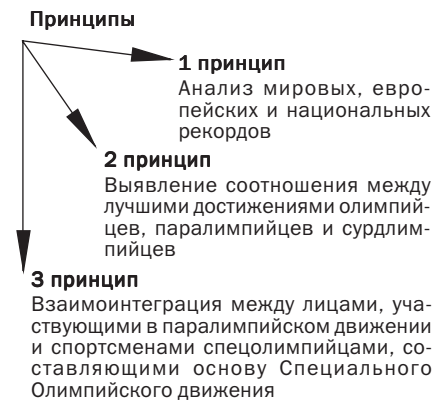 Принципы
1 принцип
Анализ мировых, евро-
пейских и национальных
рекордов
2 принцип
Выявление соотношения между
лучшими достижениями олимпий-
цев, паралимпийцев и сурдлим-
пийцев
3 принцип
Взаимоинтеграция между лицами, уча-
ствующими в паралимпийском движении
и спортсменами спецолимпийцами, со-
ставляющими основу Специального
Олимпийского движения